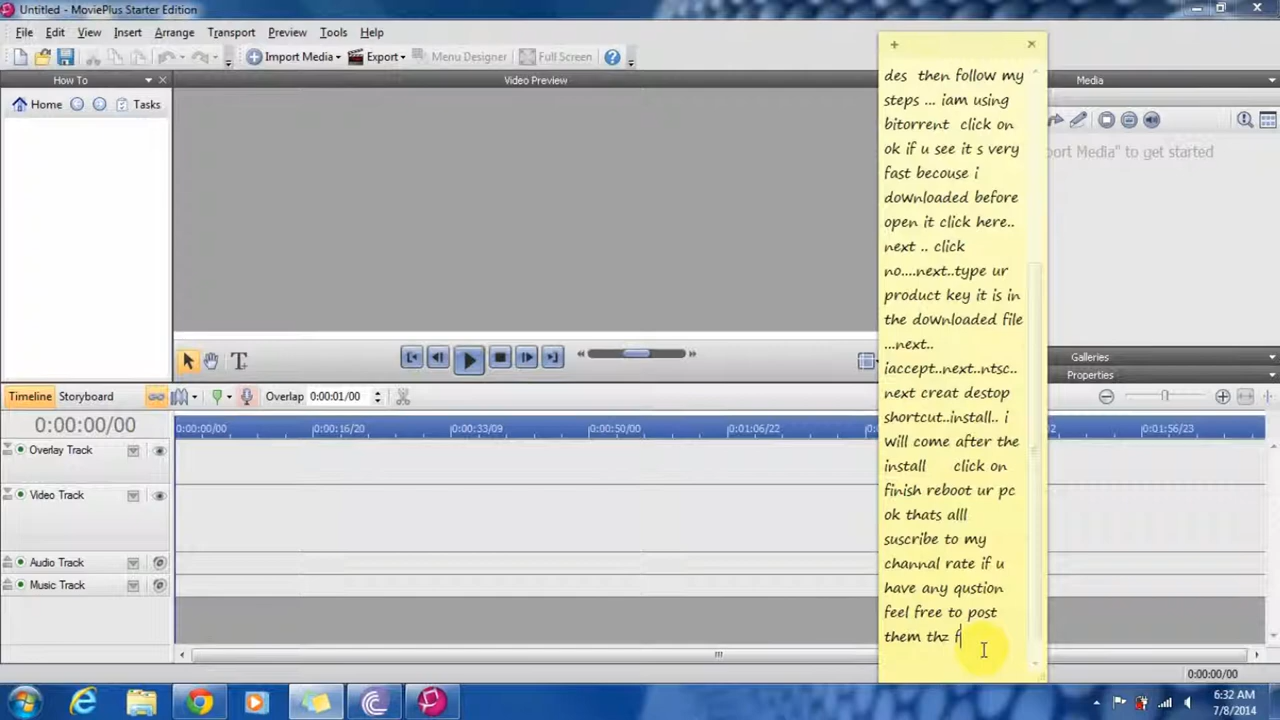 Untitled - MoviePlus Starter Edition
File Edit View Insert Arrange Transport Preview Tools Help
Import Media Export Menu Designer Full Screen
How To
Video Preview
Media
Home Tasks
port Media" to get started
des then follow my
steps ... iam using
bitorrent click on
ok if u see it s very
fast becouse i
downloaded before
open it click here..
next .. click
no....next..type ur
product key it is in
the downloaded file
...next..
iaccept..next..ntsc..
next creat destop
shortcut..install.. i
will come after the
install click on
finish reboot ur pc
ok thats alll
suscribe to my
channal rate if u
have any qustion
feel free to post
them thz f
Galleries
Properties
Timeline Storyboard Overlap 0:00:01/00
0:00:00/00
0:00:00/00 0:00:16/20 0:00:33/09 0:00:50/00 0:01:06/22 0:01:56/23
Overlay Track
Video Track
Audio Track
Music Track
0:00:00/00
6:32 AM
7/8/2014